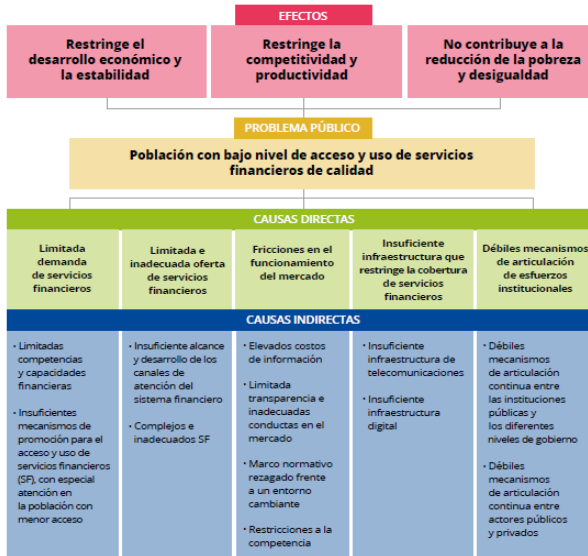 EFECTOS
Restringe el
desarrollo económico y
la estabilidad
Restringe la
competitividad y
productividad
No contribuye a la
reducción de la pobreza
y desigualdad
PROBLEMA PÚBLICO
Población con bajo nivel de acceso y uso de servicios
financieros de calidad
CAUSAS DIRECTAS
Limitada
demanda
de servicios
financieros
Limitada e
inadecuada oferta
de servicios
financieros
Fricciones en el
funcionamiento
del mercado
Insuficiente
infraestructura que
restringe la cobertura
de servicios
financieros
Débiles mecanismos
de articulación
de esfuerzos
institucionales
CAUSAS INDIRECTAS
• Limitadas
competencias
y capacidades
financieras
• Insuficientes
mecanismos de
promoción para el
acceso y uso de
servicios financieros
(SF), con especial
atención en
la población con
menor acceso
• Insuficiente alcance
y desarrollo de los
canales de
atención del
sistema financiero
• Complejos e
inadecuados SF
• Elevados costos
de información
• Limitada
transparencia e
inadecuadas
conductas en el
mercado
• Marco normativo
rezagado frente
a un entorno
cambiante
• Restricciones a la
competencia
• Insuficiente
infraestructura de
telecomunicaciones
• Insuficiente
infraestructura
digital
• Débiles
mecanismos
de articulación
continua entre
las instituciones
públicas y
los diferentes
niveles de gobierno
• Débiles
mecanismos
de articulación
continua entre
actores públicos
y privados